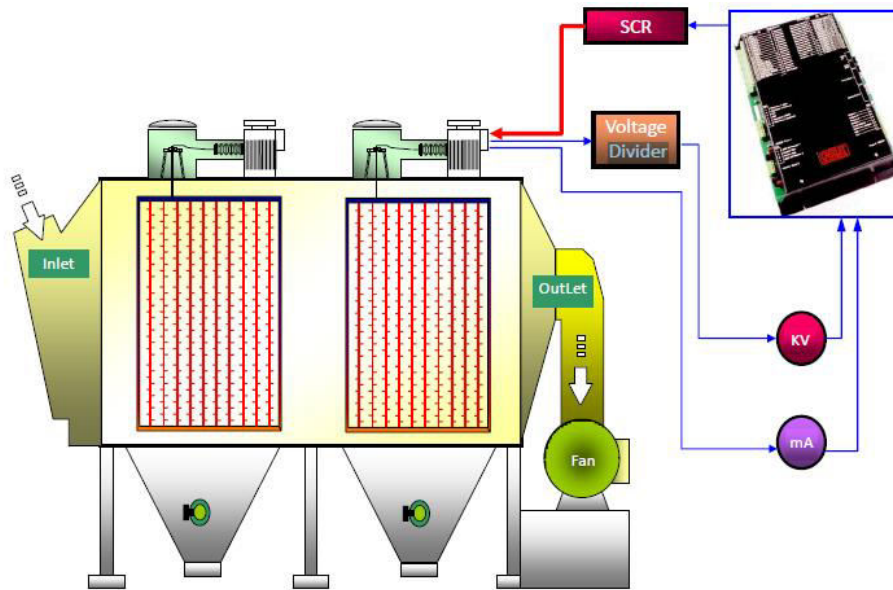 SCR
Voltage
Divider
Inlet
OutLet
KV
mA
Fan